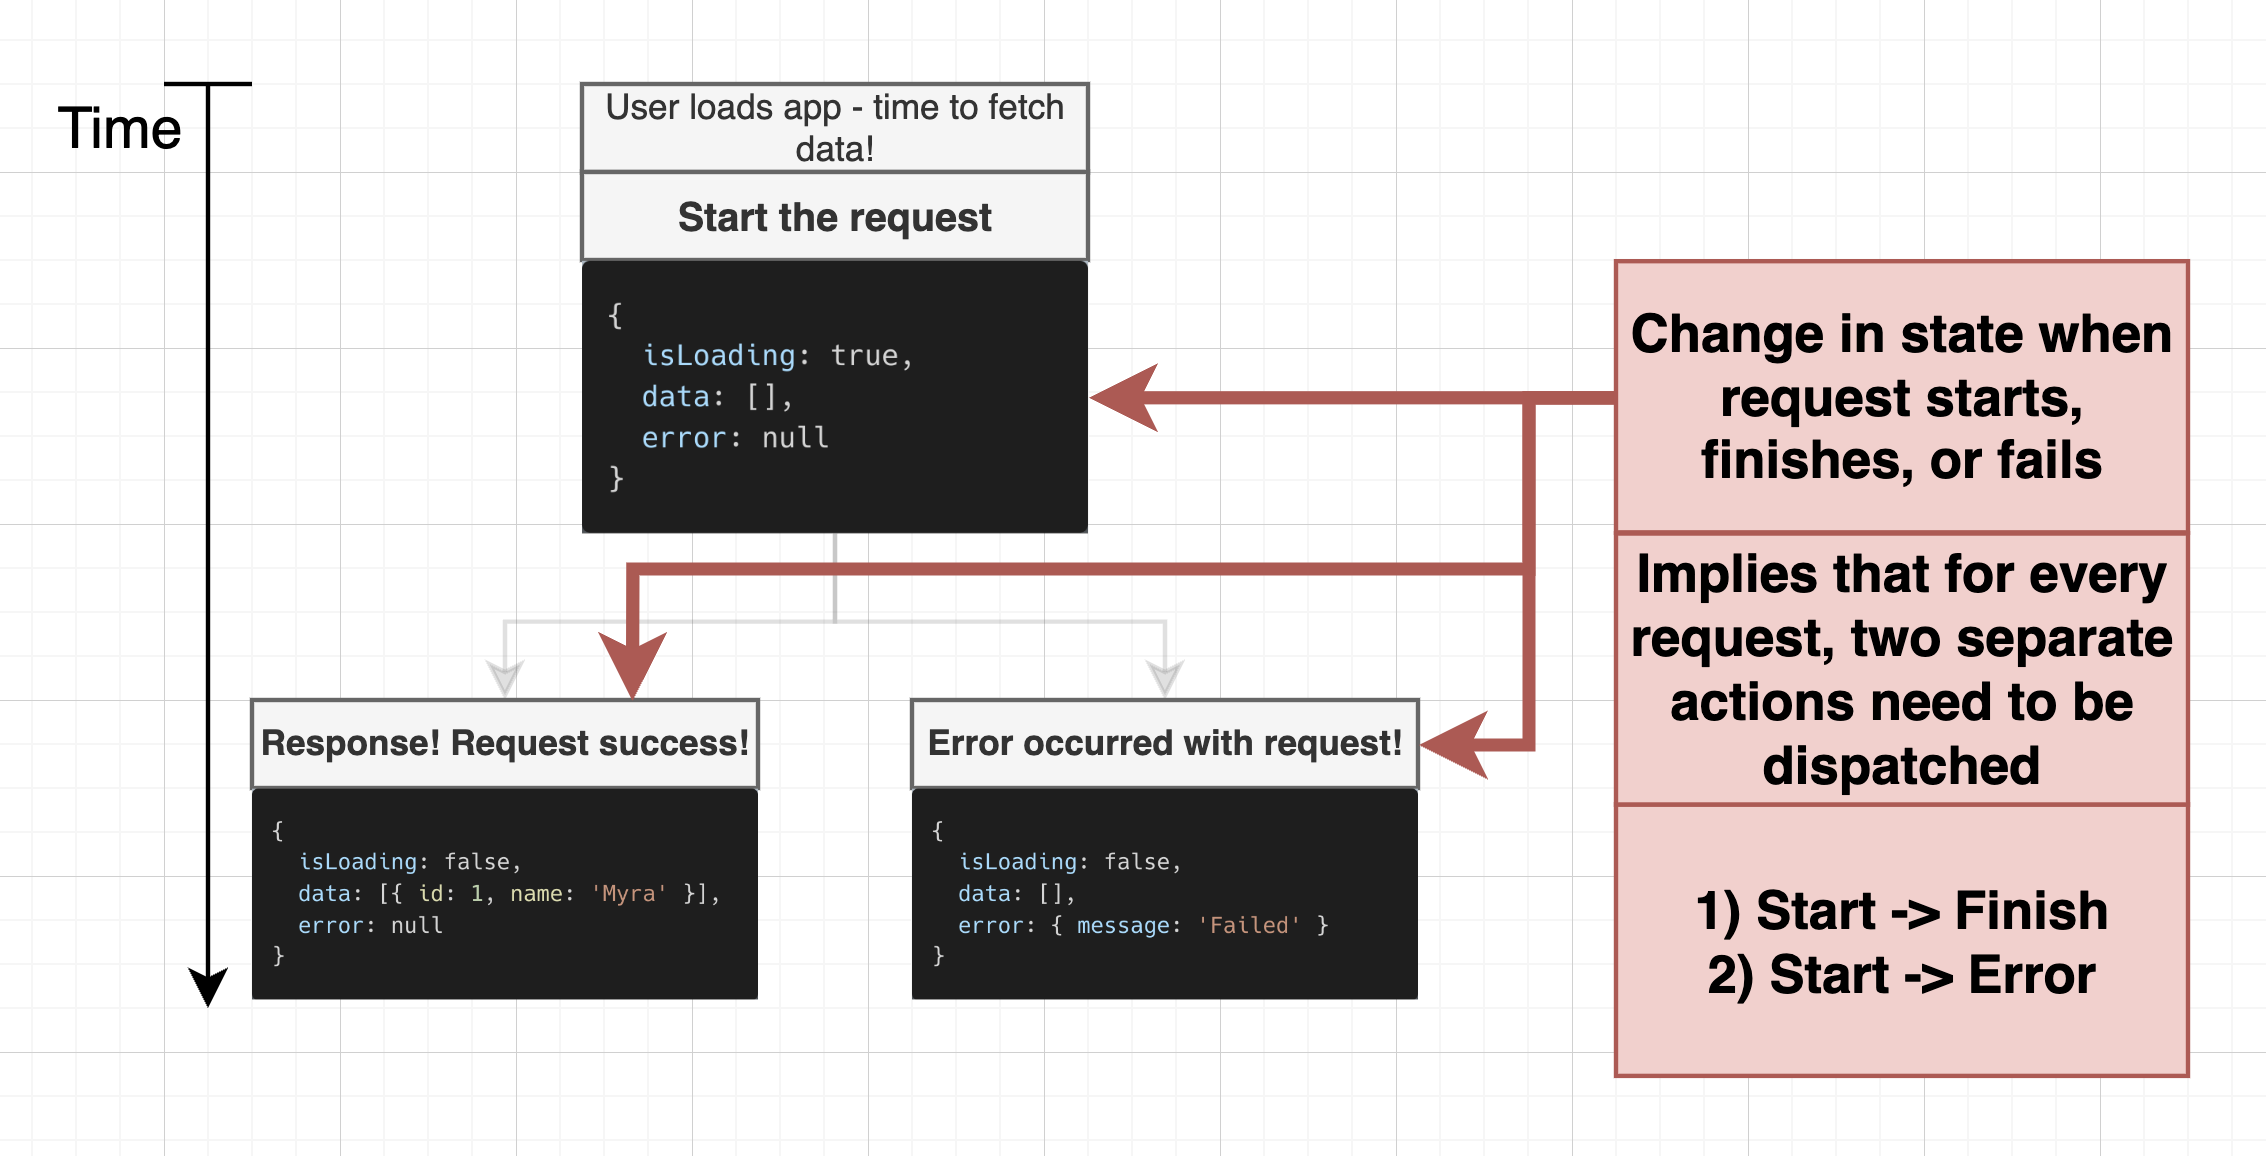 Time
User loads app - time to fetch
data!
Start the request
{
isLoading: true,
data: [],
error: null
}
Change in state when
request starts,
finishes, or fails
Implies that for every
request, two separate
actions need to be
dispatched
1) Start -> Finish
2) Start -> Error
Response! Request success!
{
isLoading: false,
data: [{ id: 1, name: 'Myra' }],
error: null
}
Error occurred with request!
{
isLoading: false,
data: [],
error: { message: 'Failed' }
}